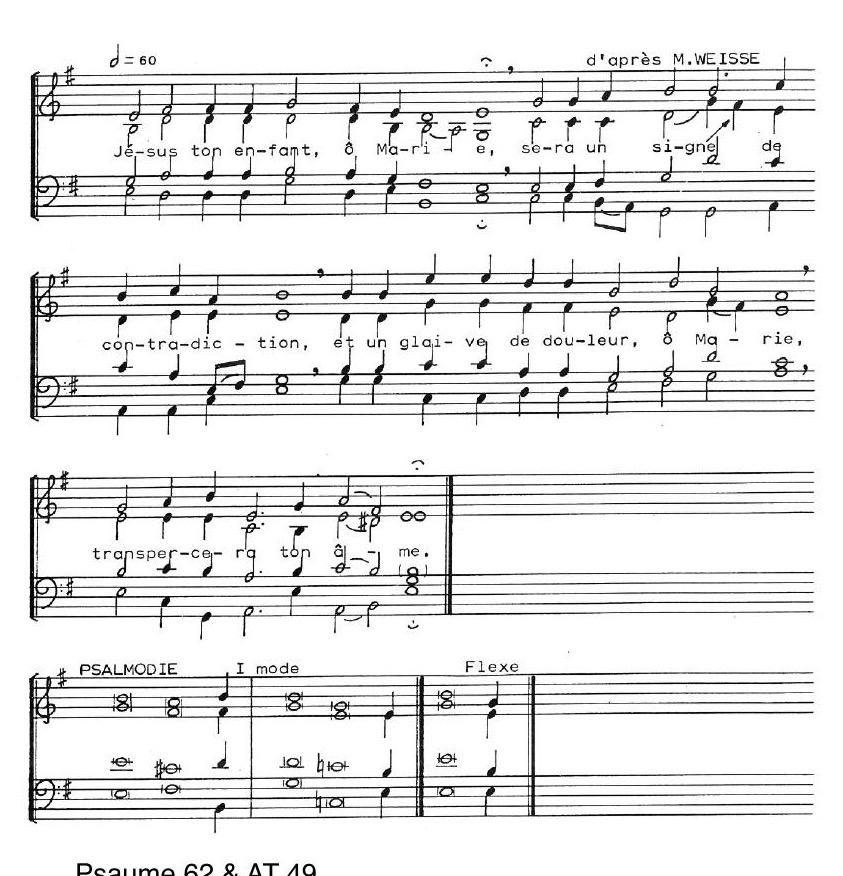 = 60 d'après M.WEISSE
Jé-sus ton en-fant, ô Ma-ri - e, se-ra un si-gne de
con-tra-dic - tion, et un glai-ve de dou-leur, ô Ma - rie,
transper-ce-ra ton â - me.
PSALMODIE I mode Flexe
Psaume 62 & AT 49